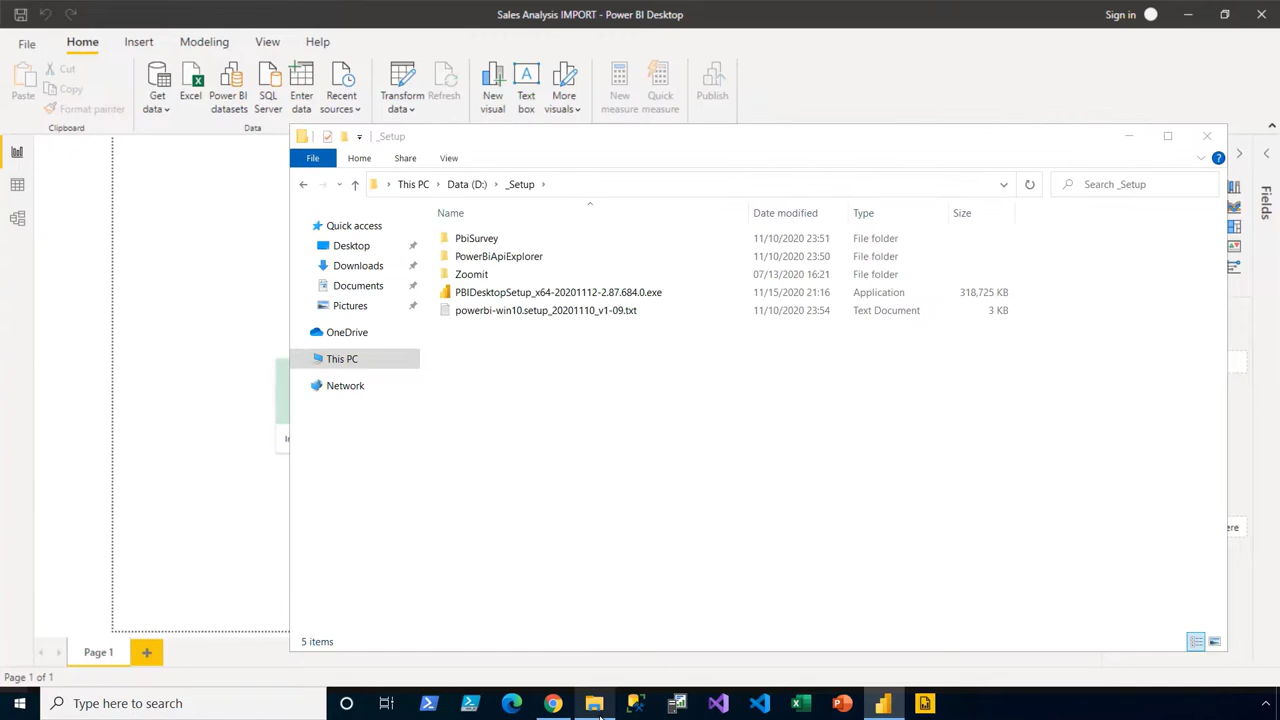 Sales Analysis IMPORT - Power BI Desktop
Sign in
File Home Insert Modeling View Help
Paste
Cut
Copy
Format painter
Clipboard
Get data
Excel
Power BI datasets
SQL Server
Enter data
Recent sources
Data
Transform data
Refresh
New visual
Text box
More visuals
New measure
Quick measure
Publish
_Setup
File Home Share View
This PC Data (D:) _Setup
Search _Setup
Quick access
Desktop
Downloads
Documents
Pictures
OneDrive
This PC
Network
Name Date modified Type Size
PbiSurvey 11/10/2020 23:51 File folder
PowerBiApiExplorer 11/10/2020 23:50 File folder
Zoomit 07/13/2020 16:21 File folder
PBIDesktopSetup_x64-20201112-2.87.684.0.exe 11/15/2020 21:16 Application 318,725 KB
powerbi-win10.setup_20201110_v1-09.txt 11/10/2020 23:54 Text Document 3 KB
5 items
Fields
ere
Page 1
Page 1 of 1
Type here to search